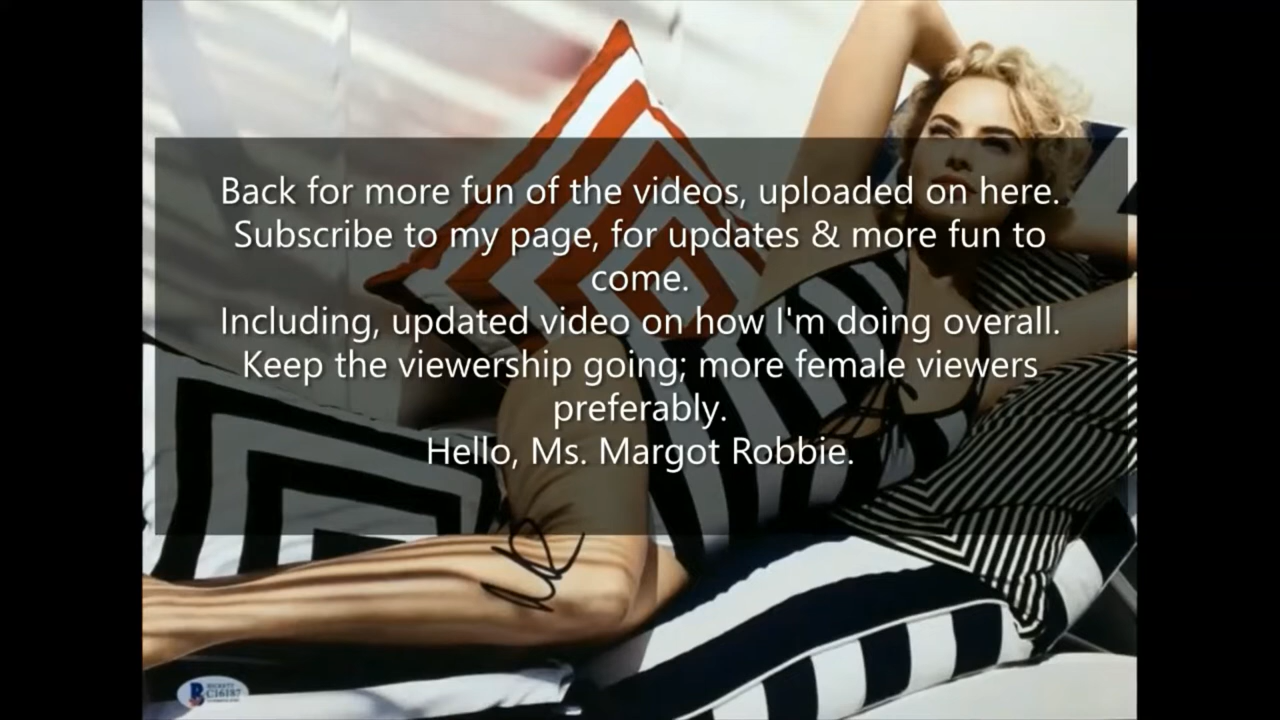 Back for more fun of the videos, uploaded on here.
Subscribe to my page, for updates & more fun to
come.
Including, updated video on how I'm doing overall.
Keep the viewership going; more female viewers
preferably.
Hello, Ms. Margot Robbie.
BECKETT
C16187